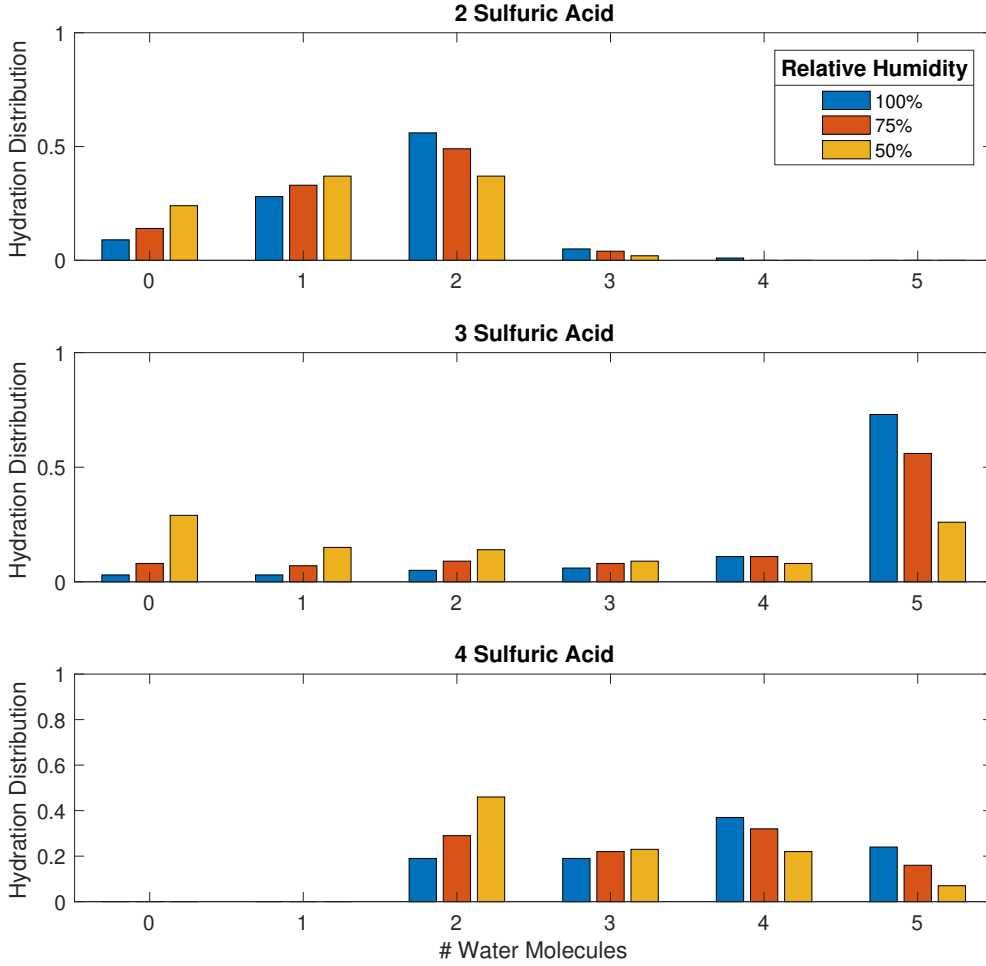 2 Sulfuric Acid
Hydration Distribution
1
0.5
0
0 1 2 3 4 5
Relative Humidity
100%
75%
50%
3 Sulfuric Acid
Hydration Distribution
1
0.5
0
0 1 2 3 4 5
4 Sulfuric Acid
Hydration Distribution
1
0.8
0.6
0.4
0.2
0
0 1 2 3 4 5
# Water Molecules